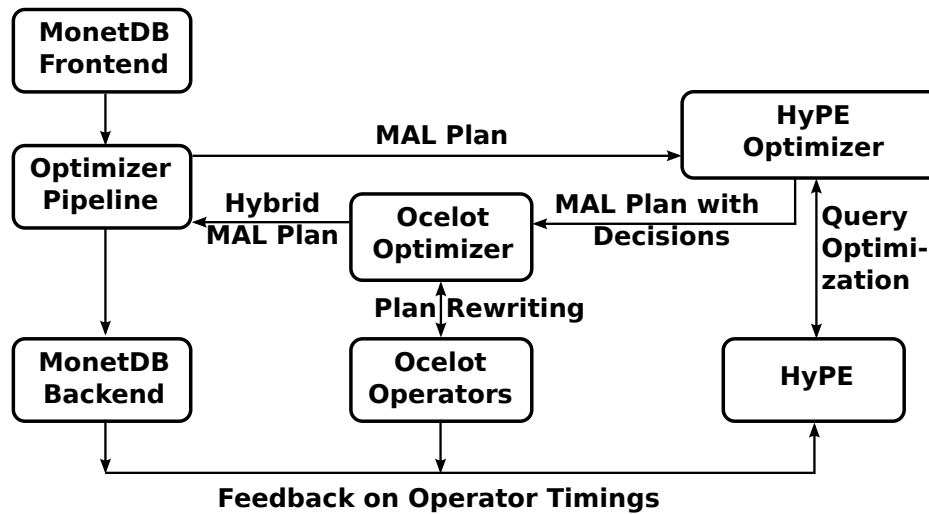 MonetDB
Frontend
MAL Plan
HyPE
Optimizer
Optimizer
Pipeline
Hybrid
MAL Plan
Ocelot
Optimizer
MAL Plan with
Decisions
Query
Optimi-
zation
Plan Rewriting
MonetDB
Backend
Ocelot
Operators
HyPE
Feedback on Operator Timings